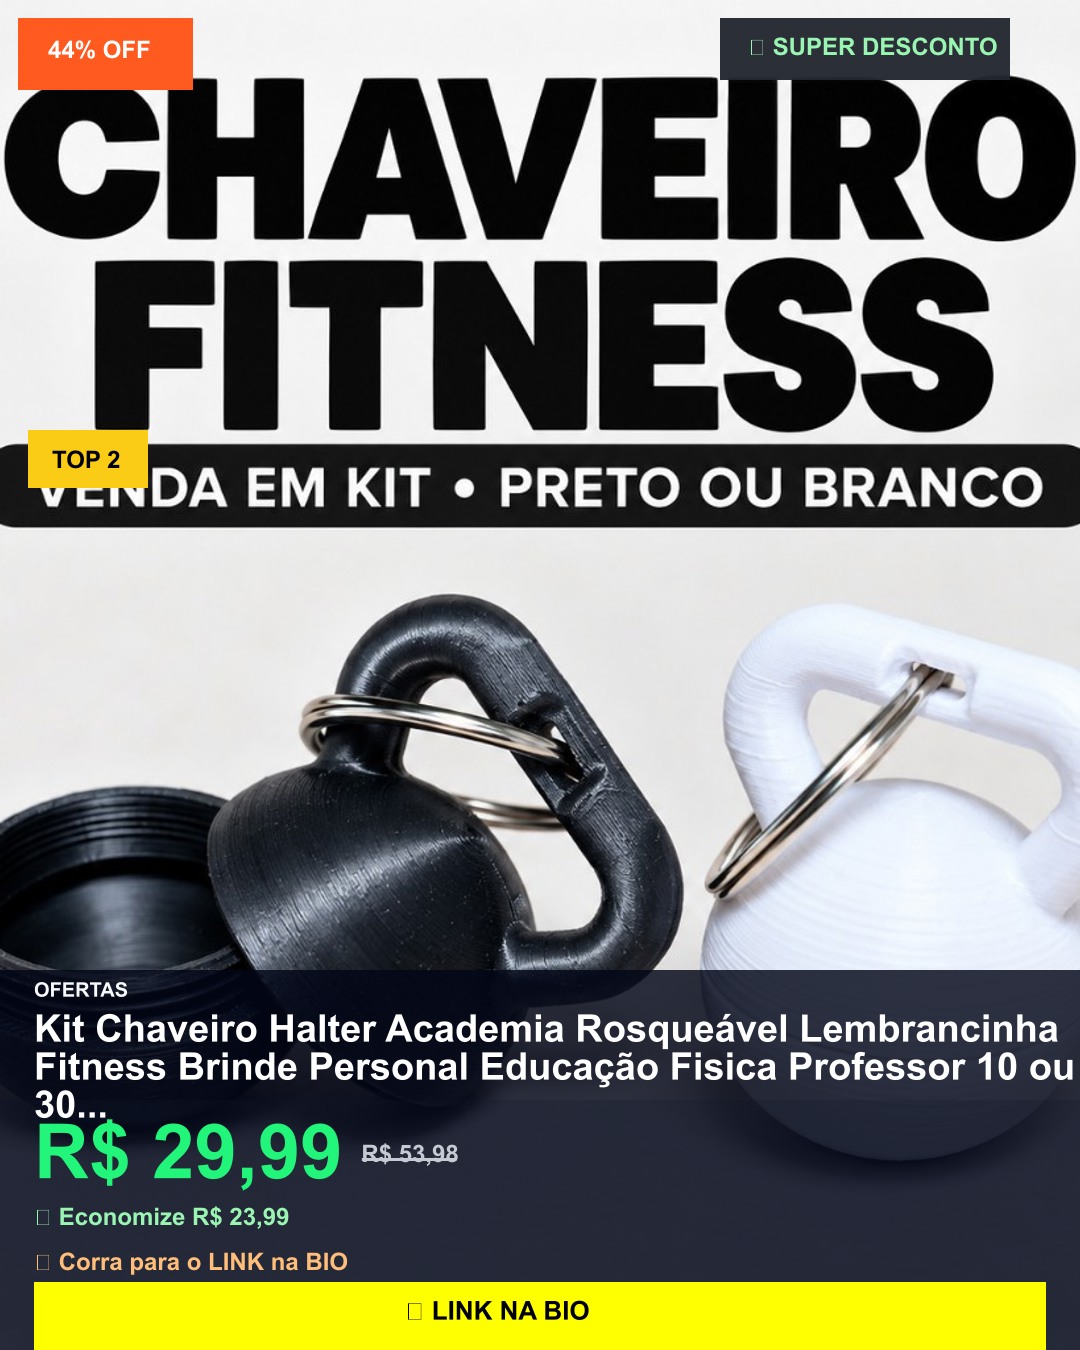 44% OFF
SUPER DESCONTO
CHAVEIRO
FITNESS
TOP 2
VENDA EM KIT • PRETO OU BRANCO
OFERTAS
Kit Chaveiro Halter Academia Rosqueável Lembrancinha
Fitness Brinde Personal Educação Fisica Professor 10 ou
30...
R$ 29,99 R$ 53,98
Economize R$ 23,99
Corra para o LINK na BIO
LINK NA BIO